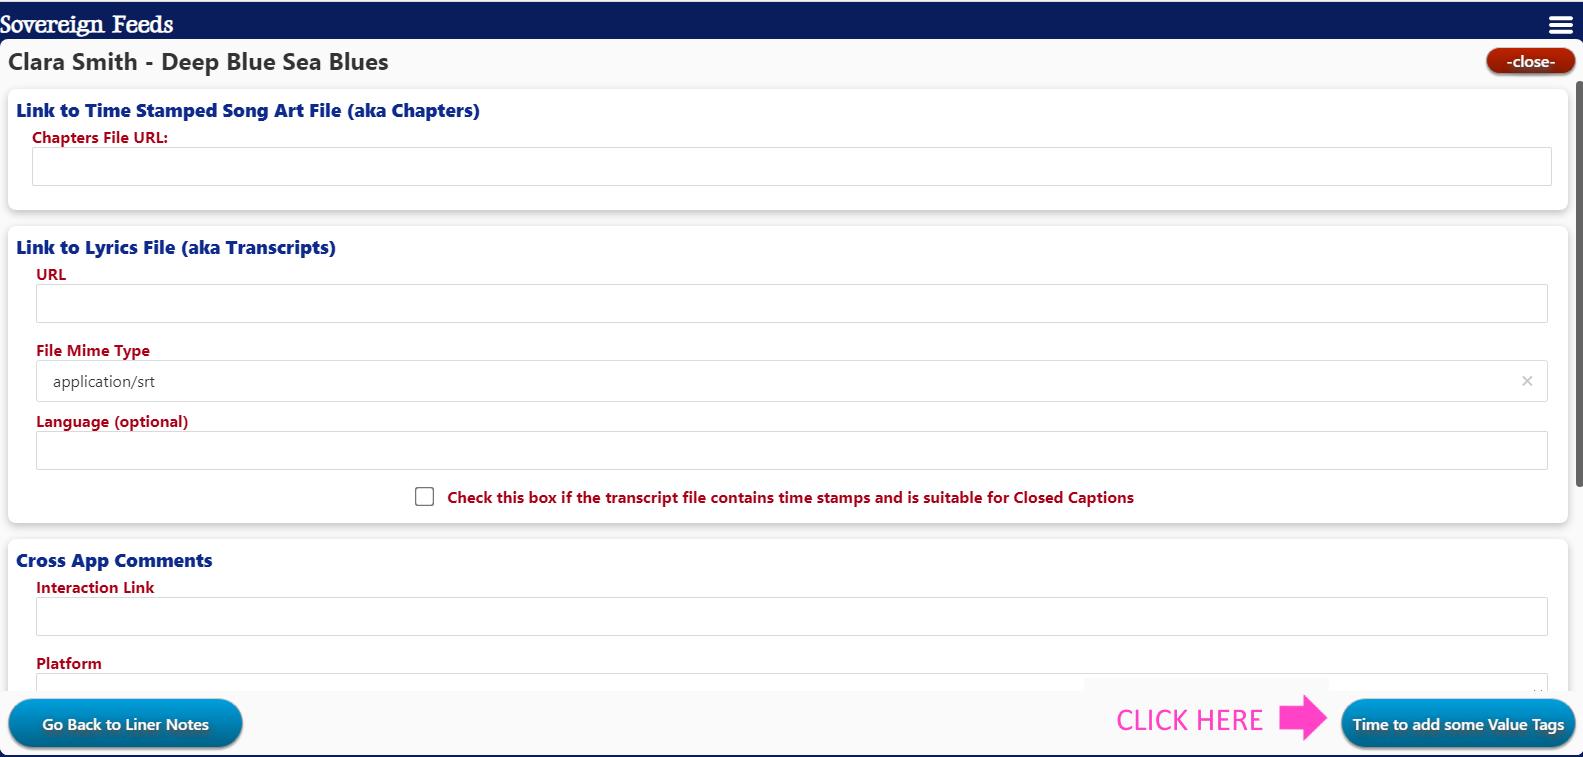 Sovereign Feeds
Clara Smith - Deep Blue Sea Blues
-close-
Link to Time Stamped Song Art File (aka Chapters)
Chapters File URL:
Link to Lyrics File (aka Transcripts)
URL
File Mime Type
application/srt
Language (optional)
Check this box if the transcript file contains time stamps and is suitable for Closed Captions
Cross App Comments
Interaction Link
Platform
Go Back to Liner Notes
CLICK HERE
Time to add some Value Tags